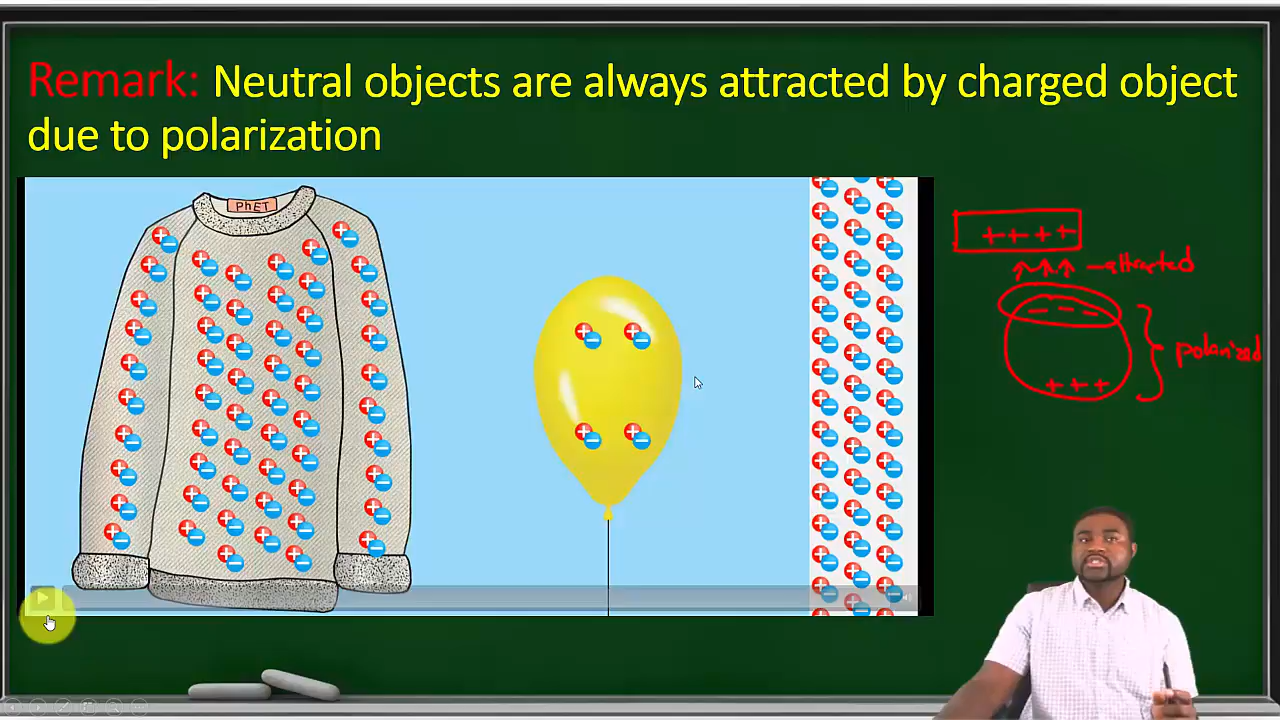 Remark: Neutral objects are always attracted by charged object
due to polarization
PhET
++++
attracted
- - -
polarized
+++